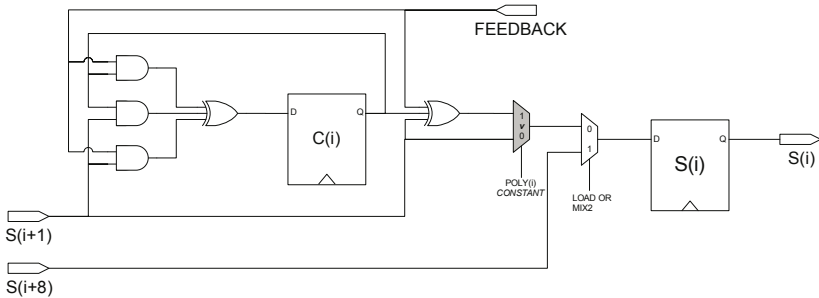 FEEDBACK
D
Q
C(i)
1
v
0
0
1
D
Q
S(i)
S(i)
POLY(i)
CONSTANT
LOAD OR
MIX2
S(i+1)
S(i+8)